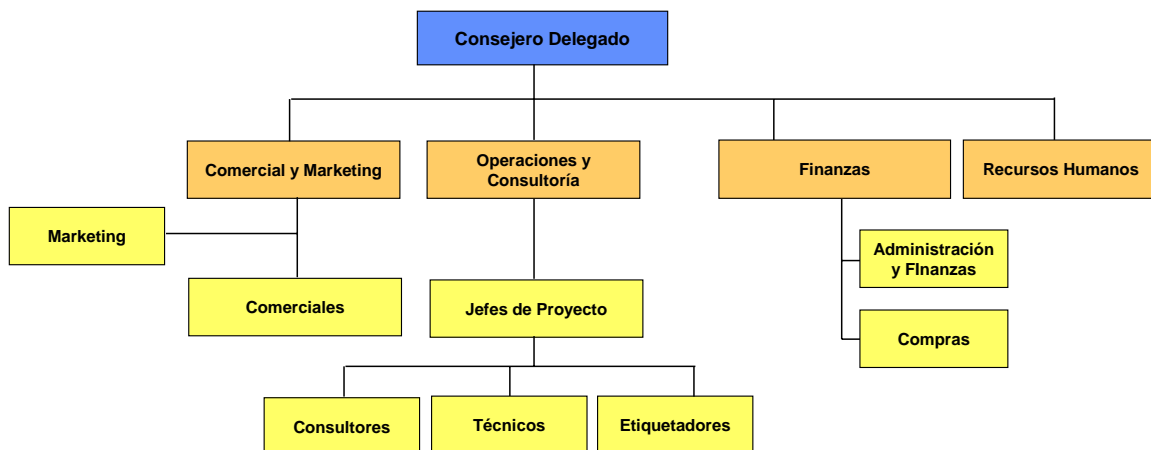 Consejero Delegado
Comercial y Marketing
Operaciones y
Consultoría
Finanzas
Recursos Humanos
Marketing
Administración
y FInanzas
Comerciales
Jefes de Proyecto
Compras
Consultores
Técnicos
Etiquetadores